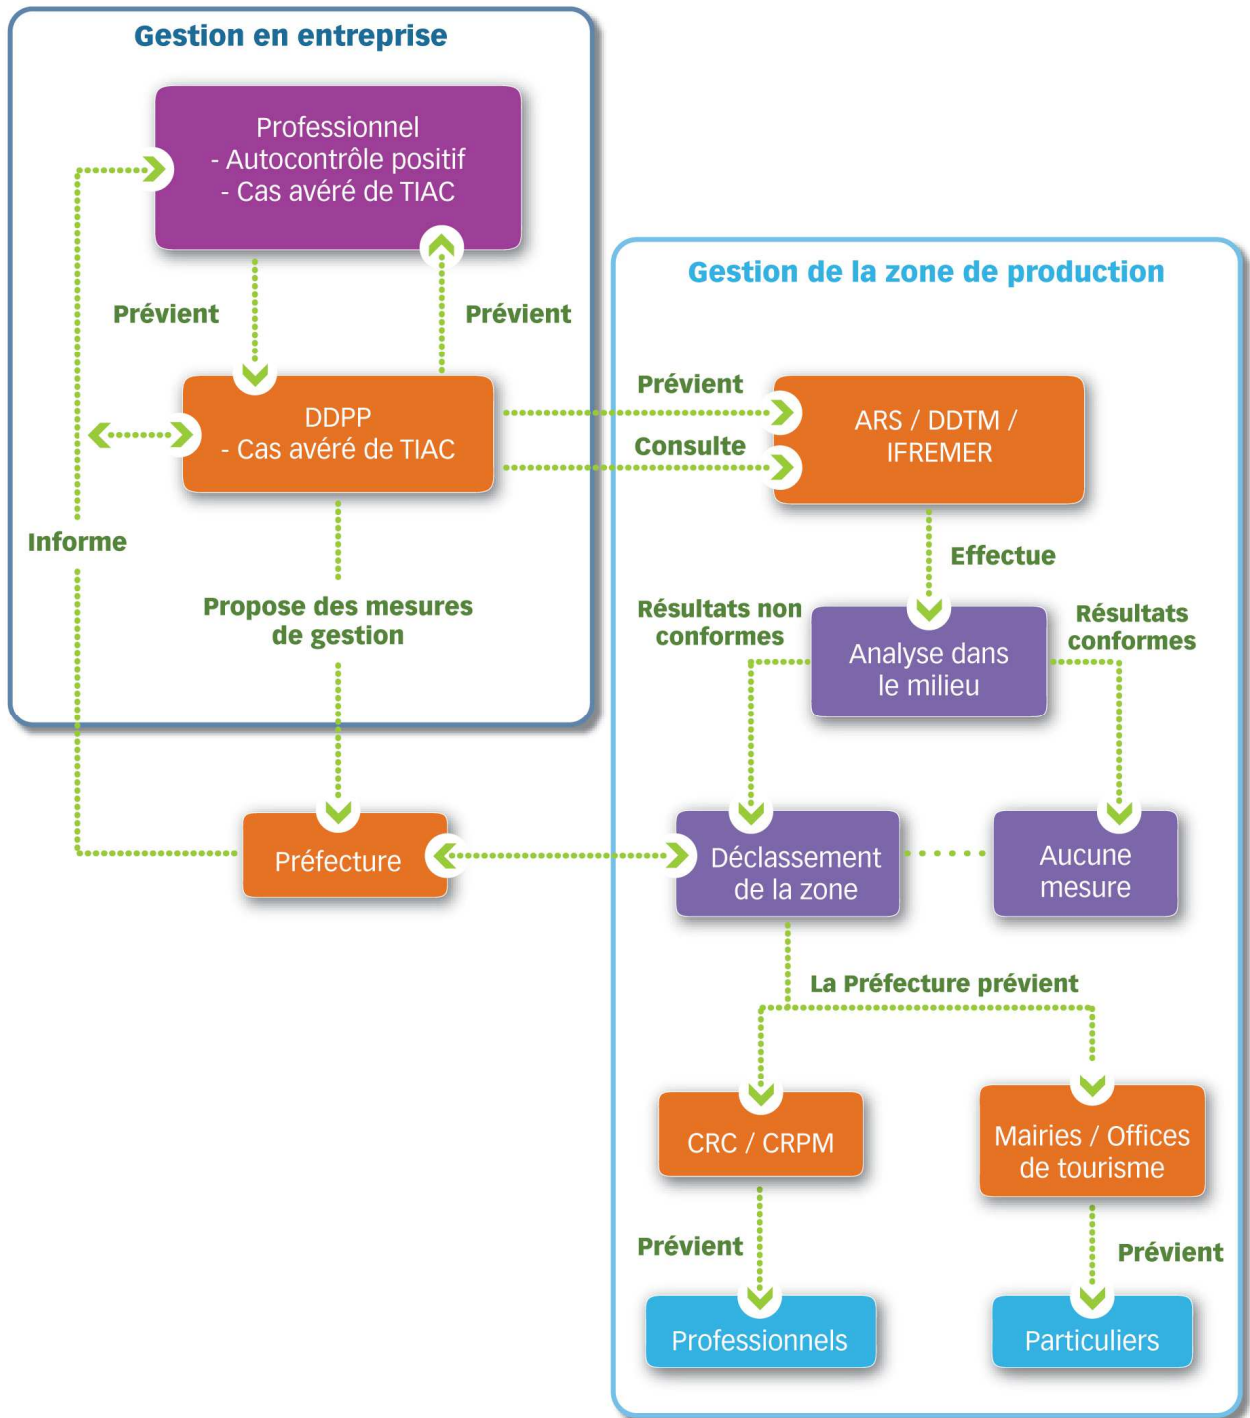 Gestion en entreprise
Professionnel
- Autocontrôle positif
- Cas avéré de TIAC
Prévient
Prévient
DDPP
- Cas avéré de TIAC
Informe
Propose des mesures
de gestion
Préfecture
Gestion de la zone de production
Prévient
Consulte
ARS / DDTM /
IFREMER
Effectue
Résultats non
conformes
Résultats
conformes
Analyse dans
le milieu
Déclassement
de la zone
Aucune
mesure
La Préfecture prévient
CRC / CRPM
Mairies / Offices
de tourisme
Prévient
Prévient
Professionnels
Particuliers